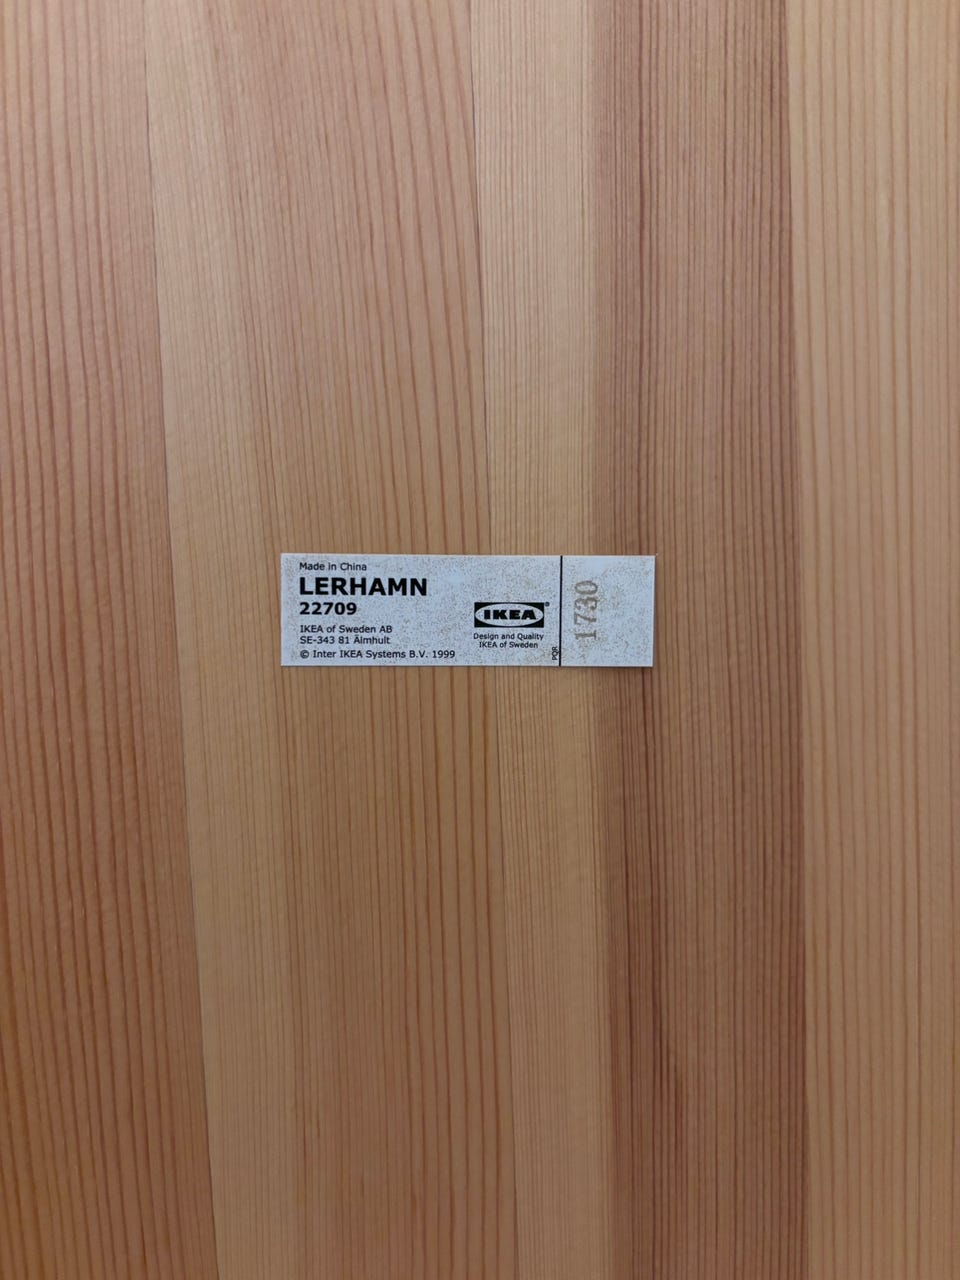 Made in China
LERHAMN
22709
IKEA of Sweden AB
SE-343 81 Älmhult
© Inter IKEA Systems B.V. 1999
IKEA®
Design and Quality
IKEA of Sweden
PQR
1730